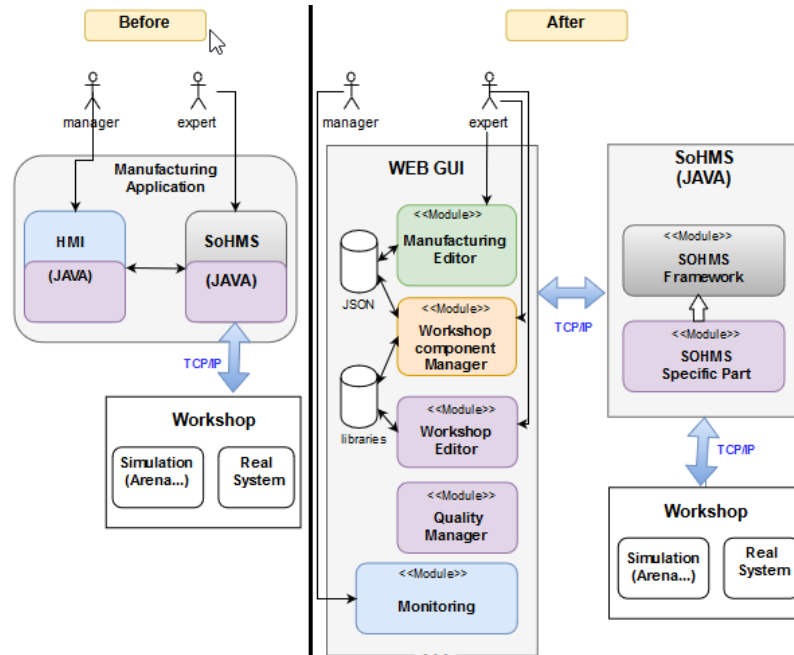 Before
manager
expert
Manufacturing
Application
HMI
(JAVA)
SoHMS
(JAVA)
TCP/IP
Workshop
Simulation
(Arena...)
Real
System
After
manager
expert
WEB GUI
<<Module>>
Manufacturing
Editor
JSON
<<Module>>
Workshop
component
Manager
libraries
<<Module>>
Workshop
Editor
<<Module>>
Quality
Manager
<<Module>>
Monitoring
...
TCP/IP
SoHMS
(JAVA)
<<Module>>
SOHMS
Framework
<<Module>>
SOHMS
Specific Part
TCP/IP
Workshop
Simulation
(Arena...)
Real
System